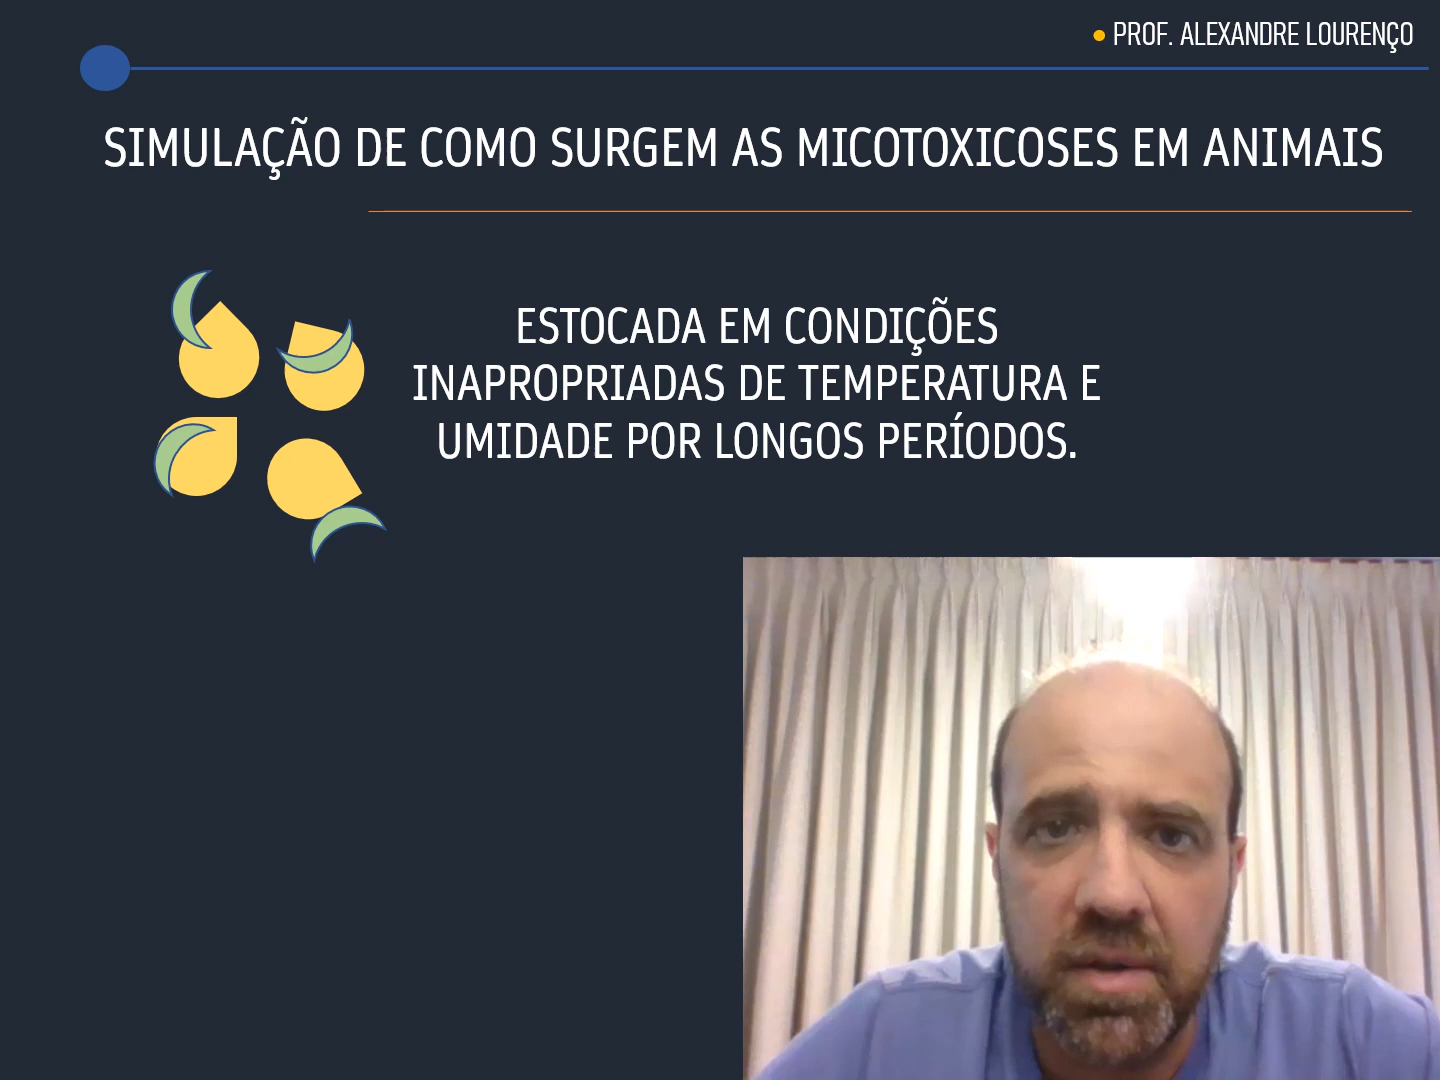 PROF. ALEXANDRE LOURENÇO
SIMULAÇÃO DE COMO SURGEM AS MICOTOXICOSES EM ANIMAIS
ESTOCADA EM CONDIÇÕES
INAPROPRIADAS DE TEMPERATURA E
UMIDADE POR LONGOS PERÍODOS.